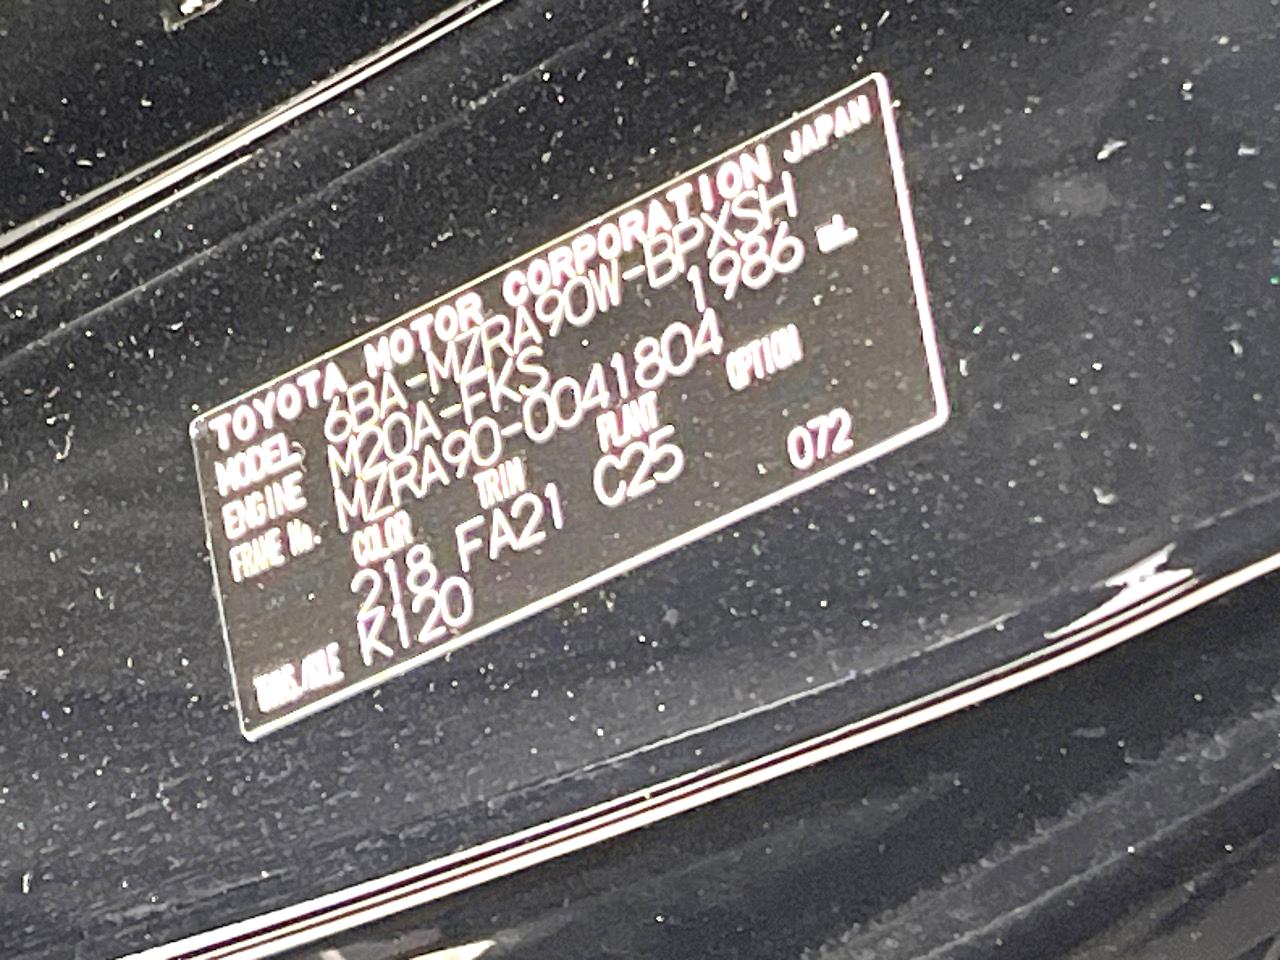 TOYOTA MOTOR CORPORATION JAPAN
MODEL 6BA-MZRA90W-BPXSH
ENGINE M20A-FKS 1986 mL
FRAME No. MZRA90-0041804
COLOR TRIM PLANT OPTION
218 FA21 C25 072
TRANS./AXLE K120